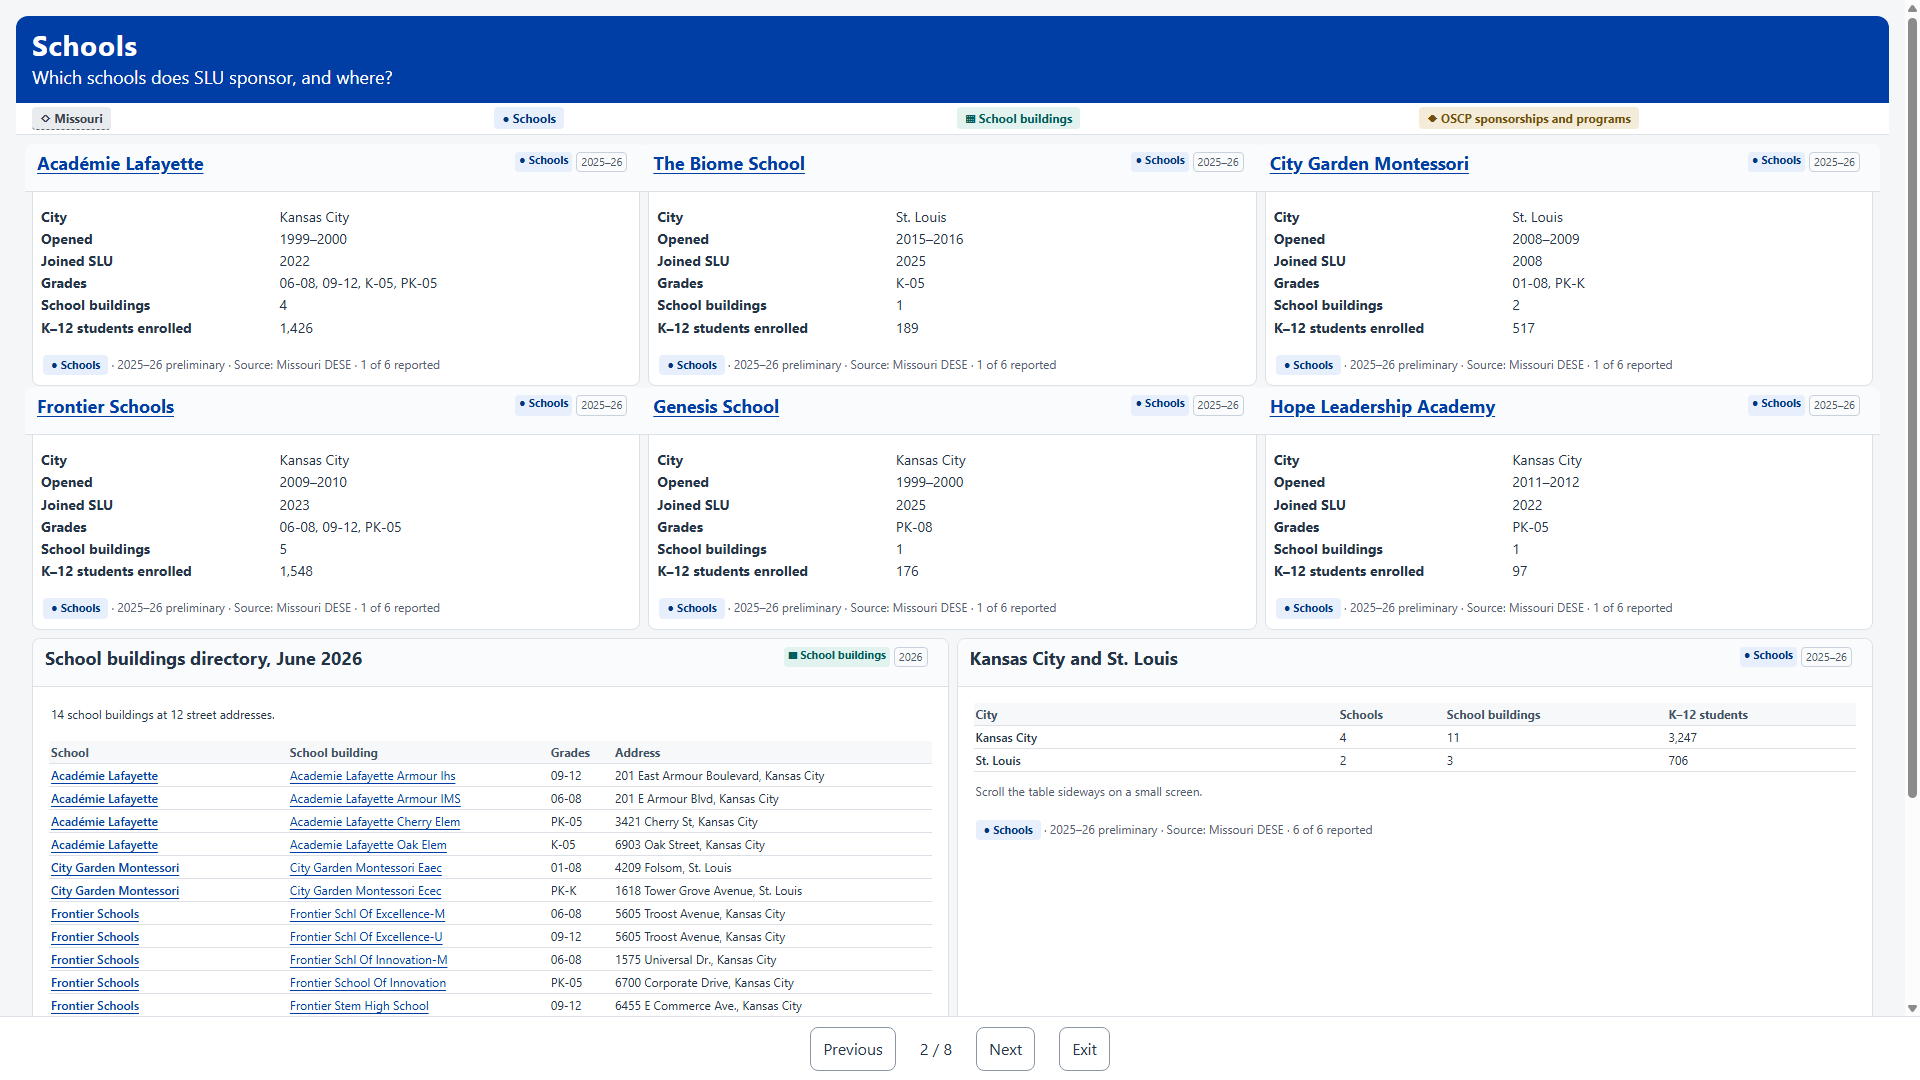 Schools
Which schools does SLU sponsor, and where?
Missouri
Schools
School buildings
OSCP sponsorships and programs
Académie Lafayette
Schools 2025–26
City Kansas City
Opened 1999–2000
Joined SLU 2022
Grades 06-08, 09-12, K-05, PK-05
School buildings 4
K–12 students enrolled 1,426
Schools · 2025–26 preliminary · Source: Missouri DESE · 1 of 6 reported
The Biome School
Schools 2025–26
City St. Louis
Opened 2015–2016
Joined SLU 2025
Grades K-05
School buildings 1
K–12 students enrolled 189
Schools · 2025–26 preliminary · Source: Missouri DESE · 1 of 6 reported
City Garden Montessori
Schools 2025–26
City St. Louis
Opened 2008–2009
Joined SLU 2008
Grades 01-08, PK-K
School buildings 2
K–12 students enrolled 517
Schools · 2025–26 preliminary · Source: Missouri DESE · 1 of 6 reported
Frontier Schools
Schools 2025–26
City Kansas City
Opened 2009–2010
Joined SLU 2023
Grades 06-08, 09-12, PK-05
School buildings 5
K–12 students enrolled 1,548
Schools · 2025–26 preliminary · Source: Missouri DESE · 1 of 6 reported
Genesis School
Schools 2025–26
City Kansas City
Opened 1999–2000
Joined SLU 2025
Grades PK-08
School buildings 1
K–12 students enrolled 176
Schools · 2025–26 preliminary · Source: Missouri DESE · 1 of 6 reported
Hope Leadership Academy
Schools 2025–26
City Kansas City
Opened 2011–2012
Joined SLU 2022
Grades PK-05
School buildings 1
K–12 students enrolled 97
Schools · 2025–26 preliminary · Source: Missouri DESE · 1 of 6 reported
School buildings directory, June 2026
School buildings 2026
14 school buildings at 12 street addresses.
School School building Grades Address
Académie Lafayette Academie Lafayette Armour Ihs 09-12 201 East Armour Boulevard, Kansas City
Académie Lafayette Academie Lafayette Armour IMS 06-08 201 E Armour Blvd, Kansas City
Académie Lafayette Academie Lafayette Cherry Elem PK-05 3421 Cherry St, Kansas City
Académie Lafayette Academie Lafayette Oak Elem K-05 6903 Oak Street, Kansas City
City Garden Montessori City Garden Montessori Eaec 01-08 4209 Folsom, St. Louis
City Garden Montessori City Garden Montessori Ecec PK-K 1618 Tower Grove Avenue, St. Louis
Frontier Schools Frontier Schl Of Excellence-M 06-08 5605 Troost Avenue, Kansas City
Frontier Schools Frontier Schl Of Excellence-U 09-12 5605 Troost Avenue, Kansas City
Frontier Schools Frontier Schl Of Innovation-M 06-08 1575 Universal Dr., Kansas City
Frontier Schools Frontier School Of Innovation PK-05 6700 Corporate Drive, Kansas City
Frontier Schools Frontier Stem High School 09-12 6455 E Commerce Ave., Kansas City
Kansas City and St. Louis
Schools 2025–26
City Schools School buildings K–12 students
Kansas City 4 11 3,247
St. Louis 2 3 706
Scroll the table sideways on a small screen.
Schools · 2025–26 preliminary · Source: Missouri DESE · 6 of 6 reported
Previous 2 / 8 Next Exit